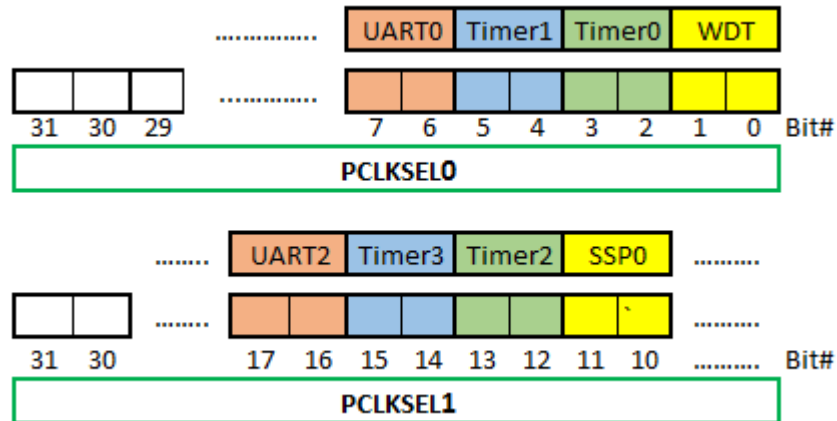 .............. UART0 Timer1 Timer0 WDT
..............
31 30 29 7 6 5 4 3 2 1 0 Bit#
PCLKSEL0
........ UART2 Timer3 Timer2 SSP0 ..........
........ ` ..........
31 30 17 16 15 14 13 12 11 10 .......... Bit#
PCLKSEL1